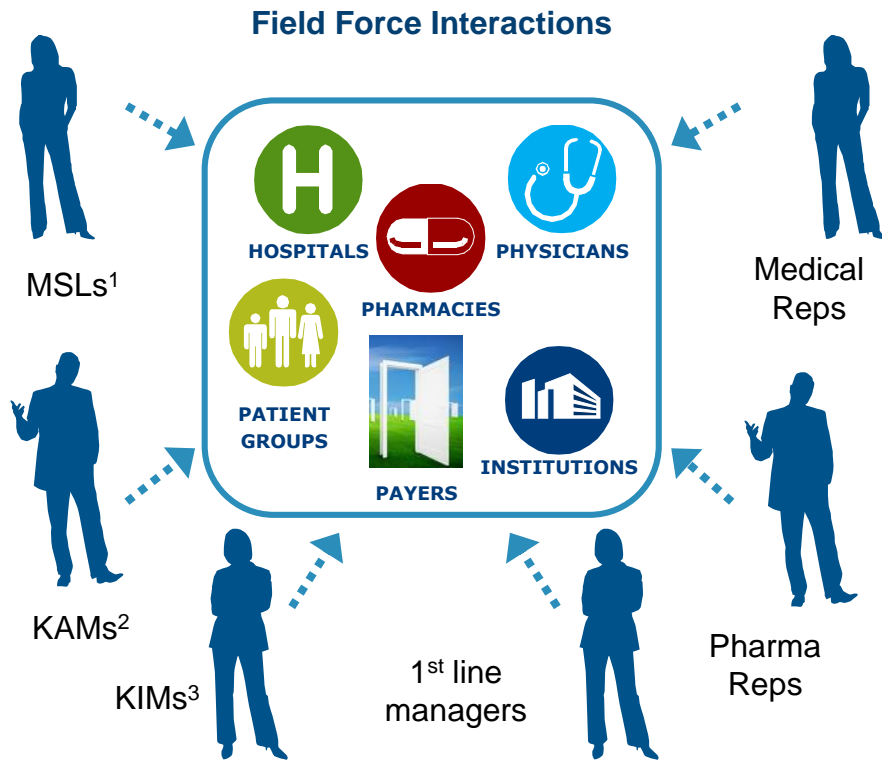 Field Force Interactions
HOSPITALS
PHYSICIANS
PHARMACIES
PATIENT
GROUPS
PAYERS
INSTITUTIONS
MSLs¹
Medical
Reps
KAMs²
Pharma
Reps
KIMs³
1st line
managers